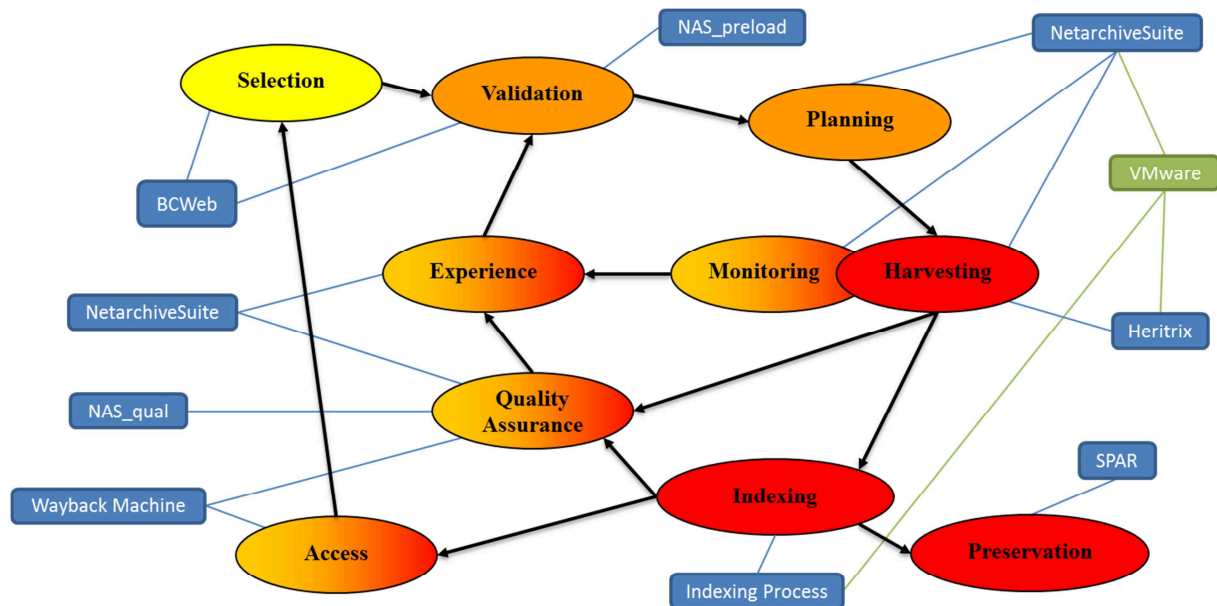 NAS_preload
NetarchiveSuite
Selection
Validation
Planning
VMware
BCWeb
Experience
Monitoring
Harvesting
NetarchiveSuite
Heritrix
NAS_qual
Quality
Assurance
SPAR
Wayback Machine
Indexing
Access
Preservation
Indexing Process